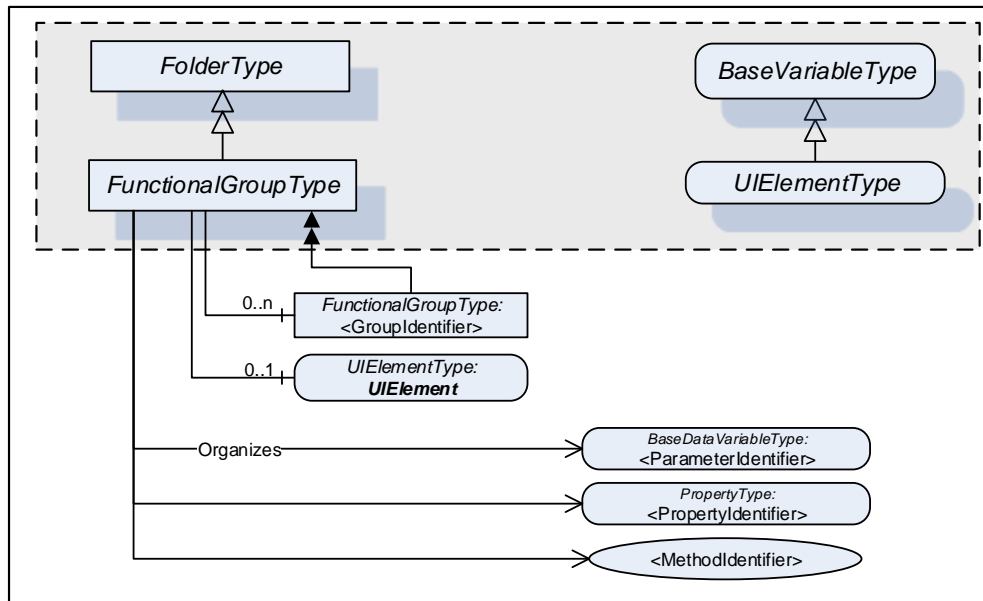 FolderType
BaseVariableType
FunctionalGroupType
UIElementType
0..n
FunctionalGroupType:
<GroupIdentifier>
0..1
UIElementType:
UIElement
Organizes
BaseDataVariableType:
<ParameterIdentifier>
PropertyType:
<PropertyIdentifier>
<MethodIdentifier>